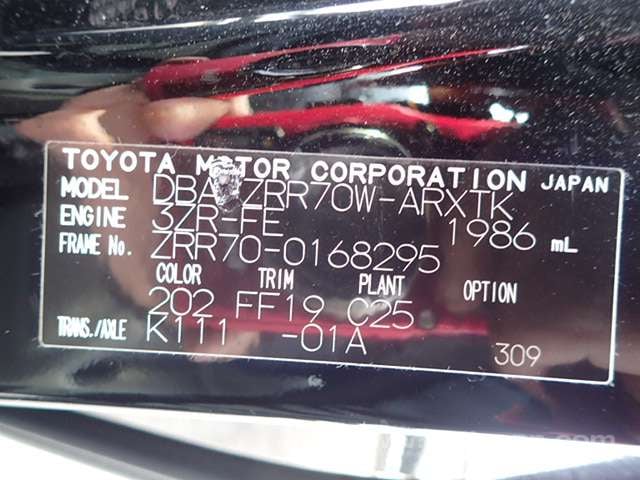 TOYOTA MOTOR CORPORATION JAPAN
MODEL DBA-ZRR70W-ARXTK
ENGINE 3ZR-FE 1986 mL
FRAME No. ZRR70-0168295
COLOR TRIM PLANT OPTION
202 FF19 C25
TRANS./AXLE K111 -01A
309